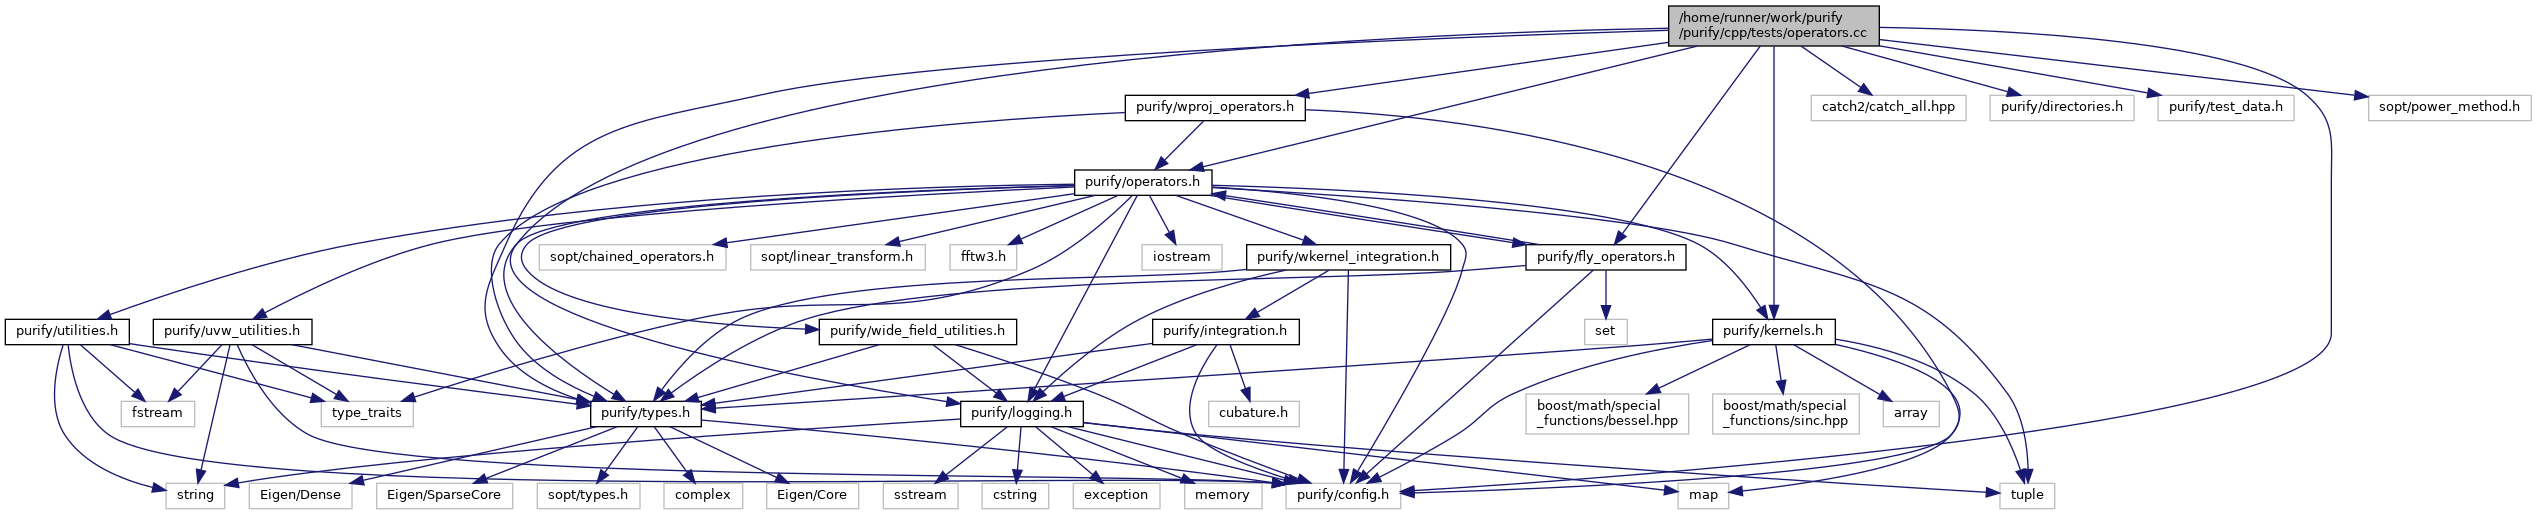 /home/runner/work/purify
/purify/cpp/tests/operators.cc
purify/wproj_operators.h
catch2/catch_all.hpp
purify/directories.h
purify/test_data.h
sopt/power_method.h
purify/operators.h
sopt/chained_operators.h
sopt/linear_transform.h
fftw3.h
iostream
purify/wkernel_integration.h
purify/fly_operators.h
purify/utilities.h
purify/uvw_utilities.h
purify/wide_field_utilities.h
purify/integration.h
set
purify/kernels.h
fstream
type_traits
purify/types.h
purify/logging.h
cubature.h
boost/math/special
_functions/bessel.hpp
boost/math/special
_functions/sinc.hpp
array
string
Eigen/Dense
Eigen/SparseCore
sopt/types.h
complex
Eigen/Core
sstream
cstring
exception
memory
purify/config.h
map
tuple